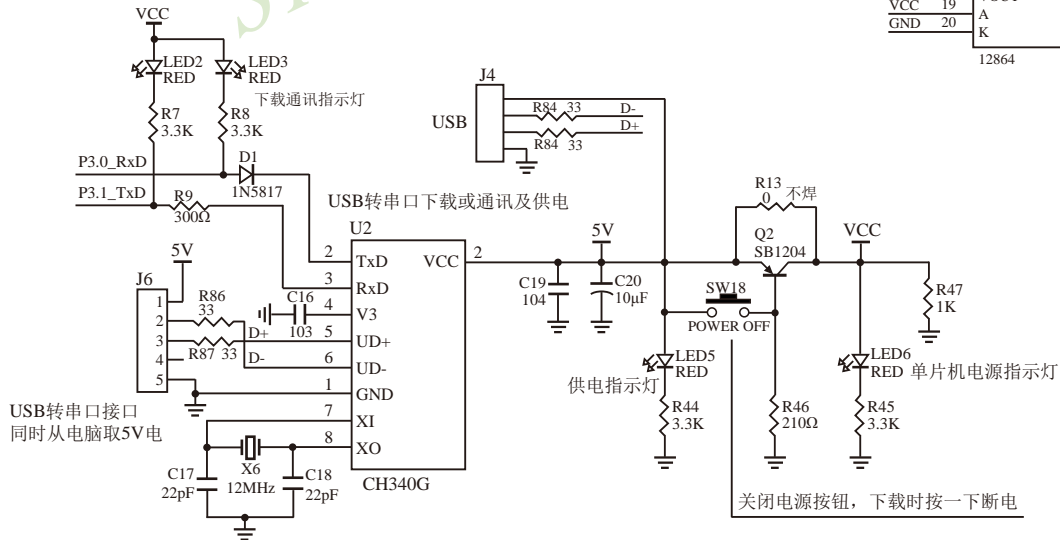 VCC 19 A
GND 20 K
12864
VCC
LED2
RED
LED3
RED
下载通讯指示灯
R7
3.3K
R8
3.3K
P3.0_RxD
D1
1N5817
P3.1_TxD
R9
300Ω
J4
USB
R84 33 D-
D+
R84 33
USB转串口下载或通讯及供电
U2
2 TxD
VCC 2
3 RxD
4 V3
5 UD+
6 UD-
1 GND
7 XI
8 XO
CH340G
5V
J6
1
2
3
4
5
R86
33
D+
R87 33
D-
C16
103
USB转串口接口
同时从电脑取5V电
C17
22pF
X6
12MHz
C18
22pF
5V
C19
104
C20
10μF
R13
0 不焊
Q2
SB1204
VCC
SW18
POWER OFF
R47
1K
LED5
RED
供电指示灯
R44
3.3K
R46
210Ω
LED6
RED 单片机电源指示灯
R45
3.3K
关闭电源按钮，下载时按一下断电